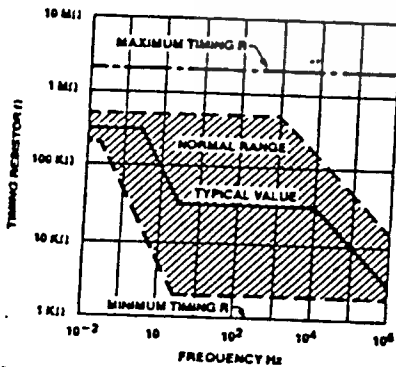 10 MΩ
MAXIMUM TIMING R
1 MΩ
NORMAL RANGE
100 KΩ
TYPICAL VALUE
10 KΩ
MINIMUM TIMING R
1 KΩ
TIMING RESISTOR Ω
10⁻² 10 10² 10⁴ 10⁶
FREQUENCY Hz